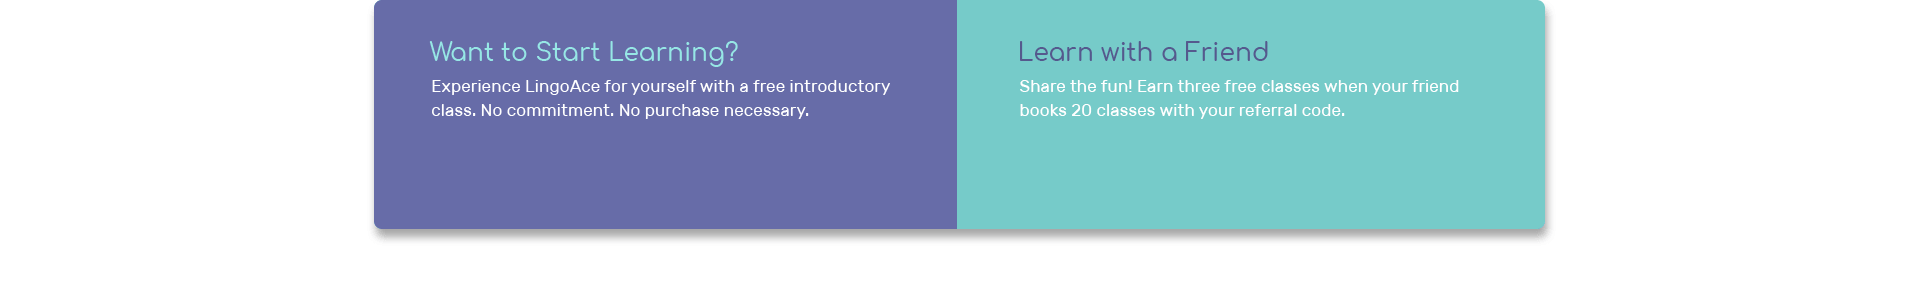 Want to Start Learning?
Experience LingoAce for yourself with a free introductory
class. No commitment. No purchase necessary.
Learn with a Friend
Share the fun! Earn three free classes when your friend
books 20 classes with your referral code.